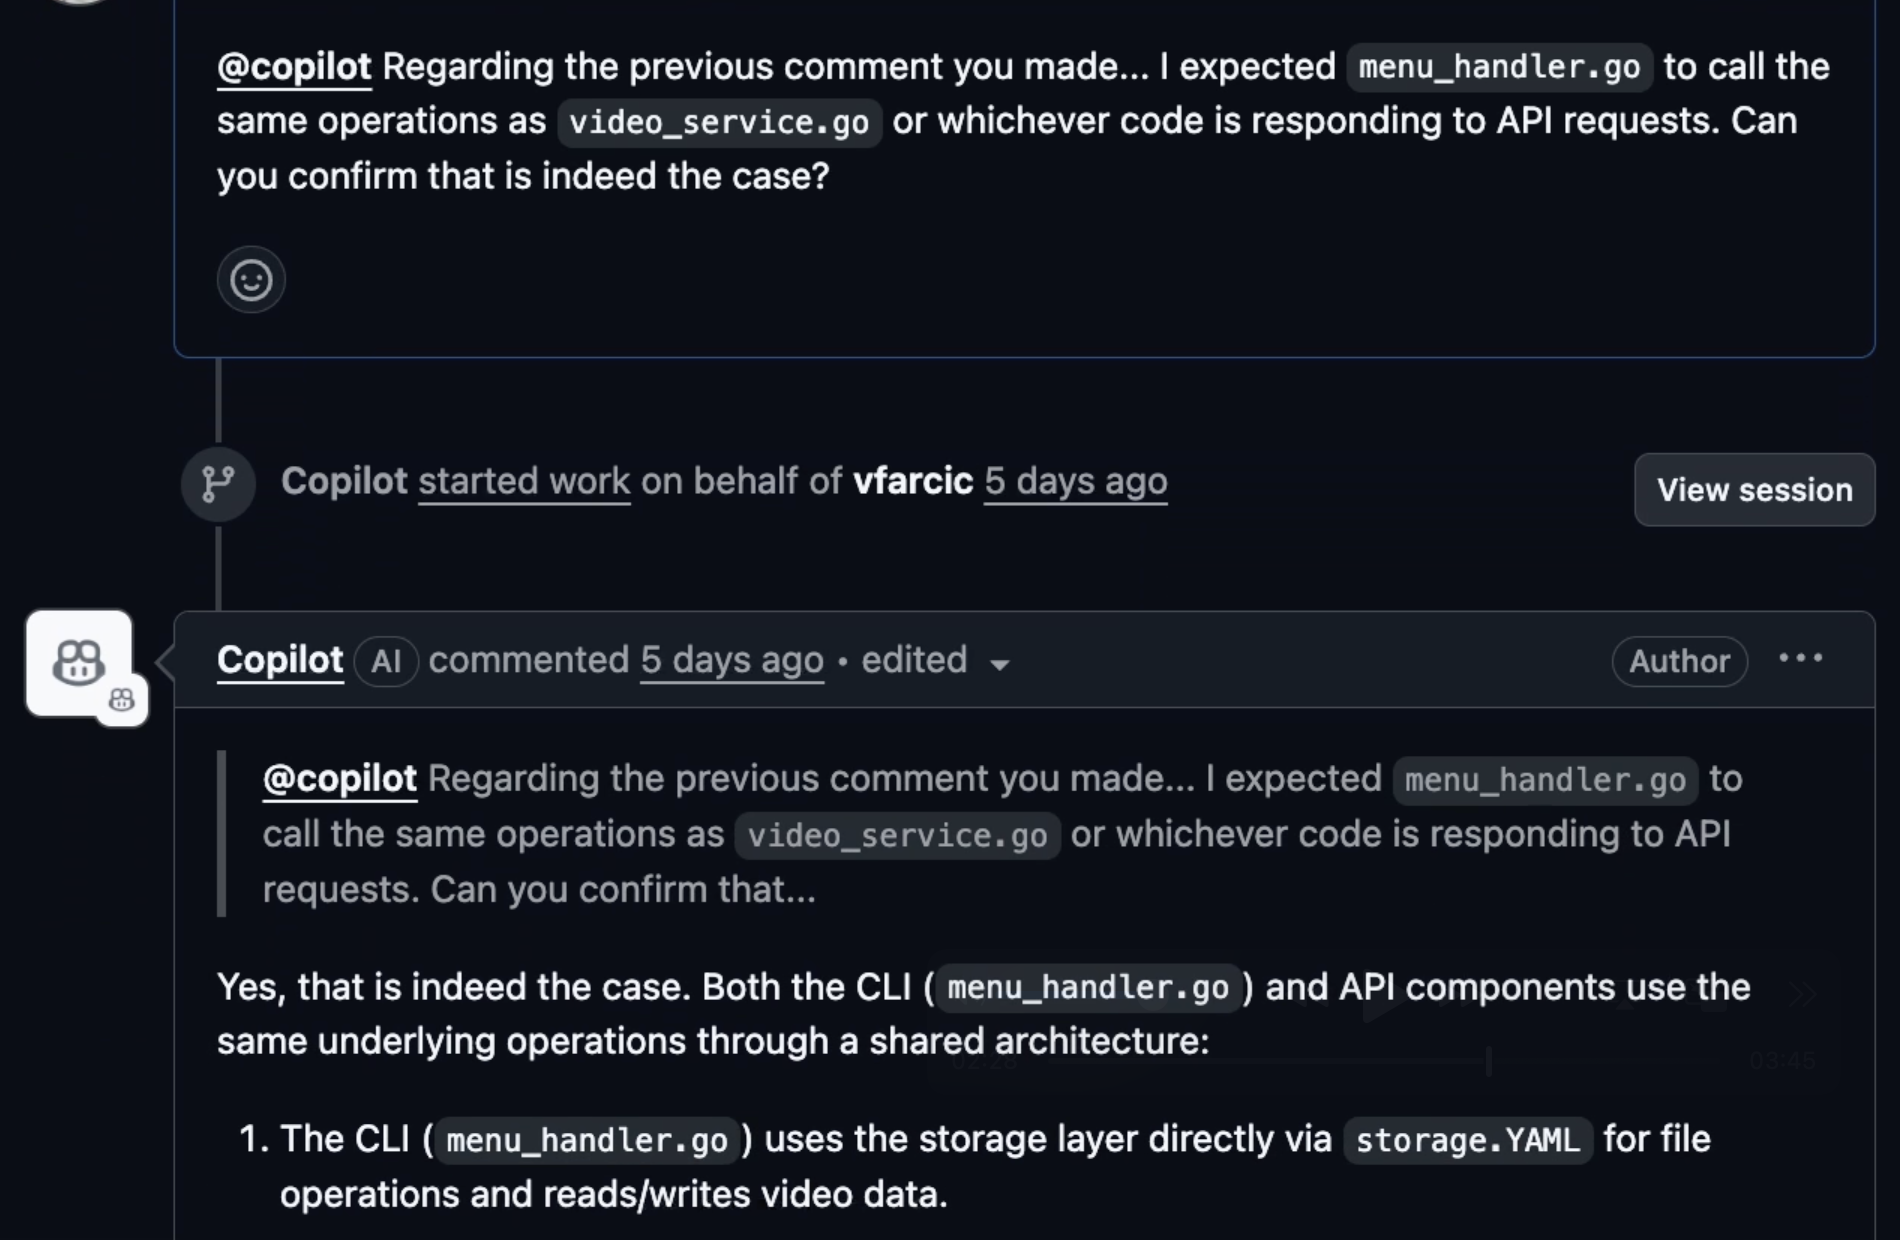 @copilot Regarding the previous comment you made... I expected menu_handler.go to call the
same operations as video_service.go or whichever code is responding to API requests. Can
you confirm that is indeed the case?
Copilot started work on behalf of vfarcic 5 days ago
View session
Copilot AI commented 5 days ago • edited
Author ...
@copilot Regarding the previous comment you made... I expected menu_handler.go to
call the same operations as video_service.go or whichever code is responding to API
requests. Can you confirm that...
Yes, that is indeed the case. Both the CLI (menu_handler.go) and API components use the
same underlying operations through a shared architecture:
02:26 03:45
1. The CLI (menu_handler.go) uses the storage layer directly via storage.YAML for file
operations and reads/writes video data.